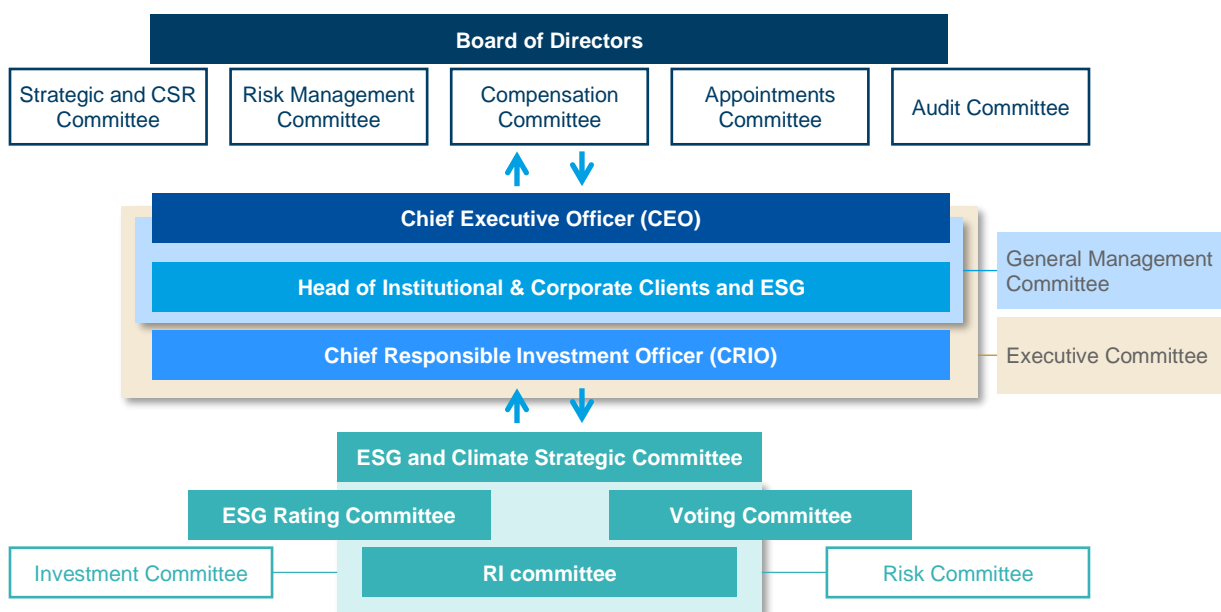 Board of Directors
Strategic and CSR
Committee
Risk Management
Committee
Compensation
Committee
Appointments
Committee
Audit Committee
Chief Executive Officer (CEO)
Head of Institutional & Corporate Clients and ESG
Chief Responsible Investment Officer (CRIO)
General Management
Committee
Executive Committee
ESG and Climate Strategic Committee
ESG Rating Committee
Voting Committee
Investment Committee
RI committee
Risk Committee